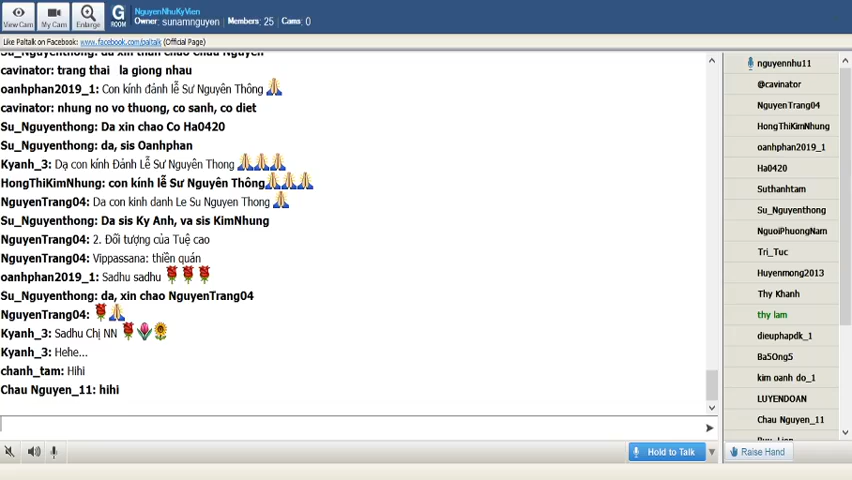 NguyenNhuKyVien
Owner: sunamnguyen Members: 25 Cams: 0
View Cam My Cam Enlarge G ROOM
Like Paltalk on Facebook: www.facebook.com/paltalk (Official Page)
Su_Nguyenthong: da xin than chao Chau Nguyen
cavinator: trang thai la giong nhau
oanhphan2019_1: Con kính đảnh lễ Sư Nguyên Thông
cavinator: nhung no vo thuong, co sanh, co diet
Su_Nguyenthong: Da xin chao Co Ha0420
Su_Nguyenthong: da, sis Oanhphan
Kyanh_3: Dạ con kính Đảnh Lễ Sư Nguyên Thong
HongThiKimNhung: con kính lễ Sư Nguyên Thông
NguyenTrang04: Da con kinh danh Le Su Nguyen Thong
Su_Nguyenthong: Da sis Ky Anh, va sis KimNhung
NguyenTrang04: 2. Đối tượng của Tuệ cao
NguyenTrang04: Vippassana: thiền quán
oanhphan2019_1: Sadhu sadhu
Su_Nguyenthong: da, xin chao NguyenTrang04
NguyenTrang04:
Kyanh_3: Sadhu Chị NN
Kyanh_3: Hehe...
chanh_tam: Hihi
Chau Nguyen_11: hihi
Hold to Talk
nguyennhu11
@cavinator
NguyenTrang04
HongThiKimNhung
oanhphan2019_1
Ha0420
Suthanhtam
Su_Nguyenthong
NguoiPhuongNam
Tri_Tuc
Huyenmong2013
Thy Khanh
thy lam
dieuphapdk_1
Ba5Ong5
kim oanh do_1
LUYENDOAN
Chau Nguyen_11
Raise Hand